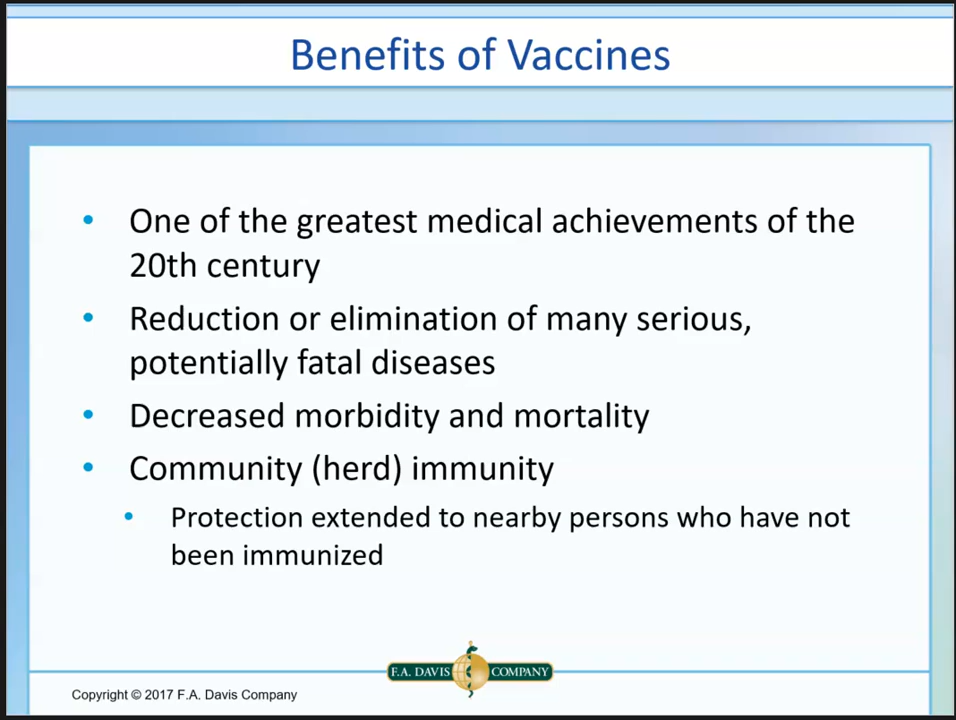 Benefits of Vaccines
• One of the greatest medical achievements of the
20th century
• Reduction or elimination of many serious,
potentially fatal diseases
• Decreased morbidity and mortality
• Community (herd) immunity
• Protection extended to nearby persons who have not
been immunized
F.A. DAVIS COMPANY
Copyright © 2017 F.A. Davis Company